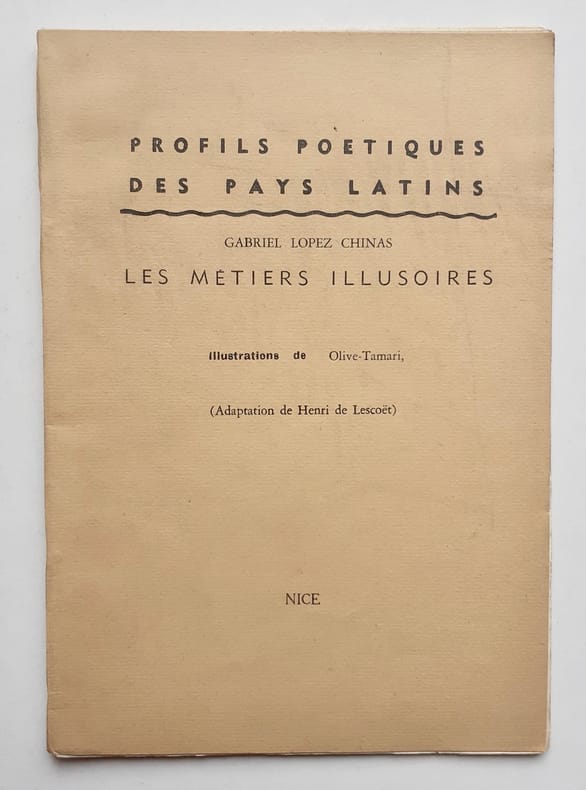 PROFILS POETIQUES
DES PAYS LATINS
GABRIEL LOPEZ CHINAS
LES MÉTIERS ILLUSOIRES
Illustrations de Olive-Tamari,
(Adaptation de Henri de Lescoët)
NICE